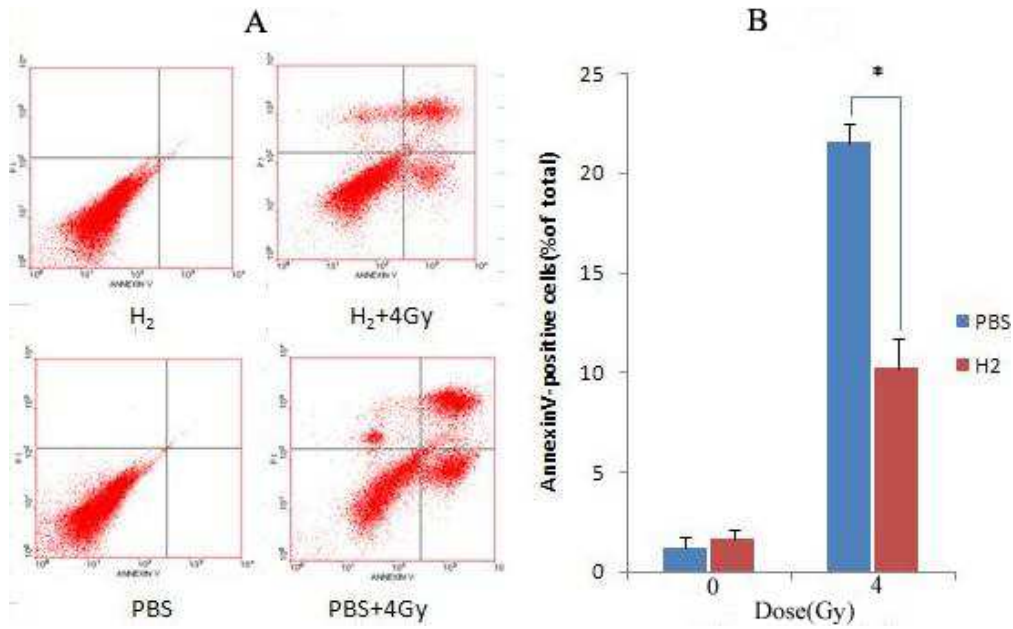 A
B
P.I
ANNEXIN V
H₂
P.I
ANNEXIN V
H₂+4Gy
P.I
ANNEXIN V
PBS
P.I
ANNEXIN V
PBS+4Gy
AnnexinV-positive cells(%of total)
25
20
15
10
5
0
*
0
4
Dose(Gy)
PBS
H2